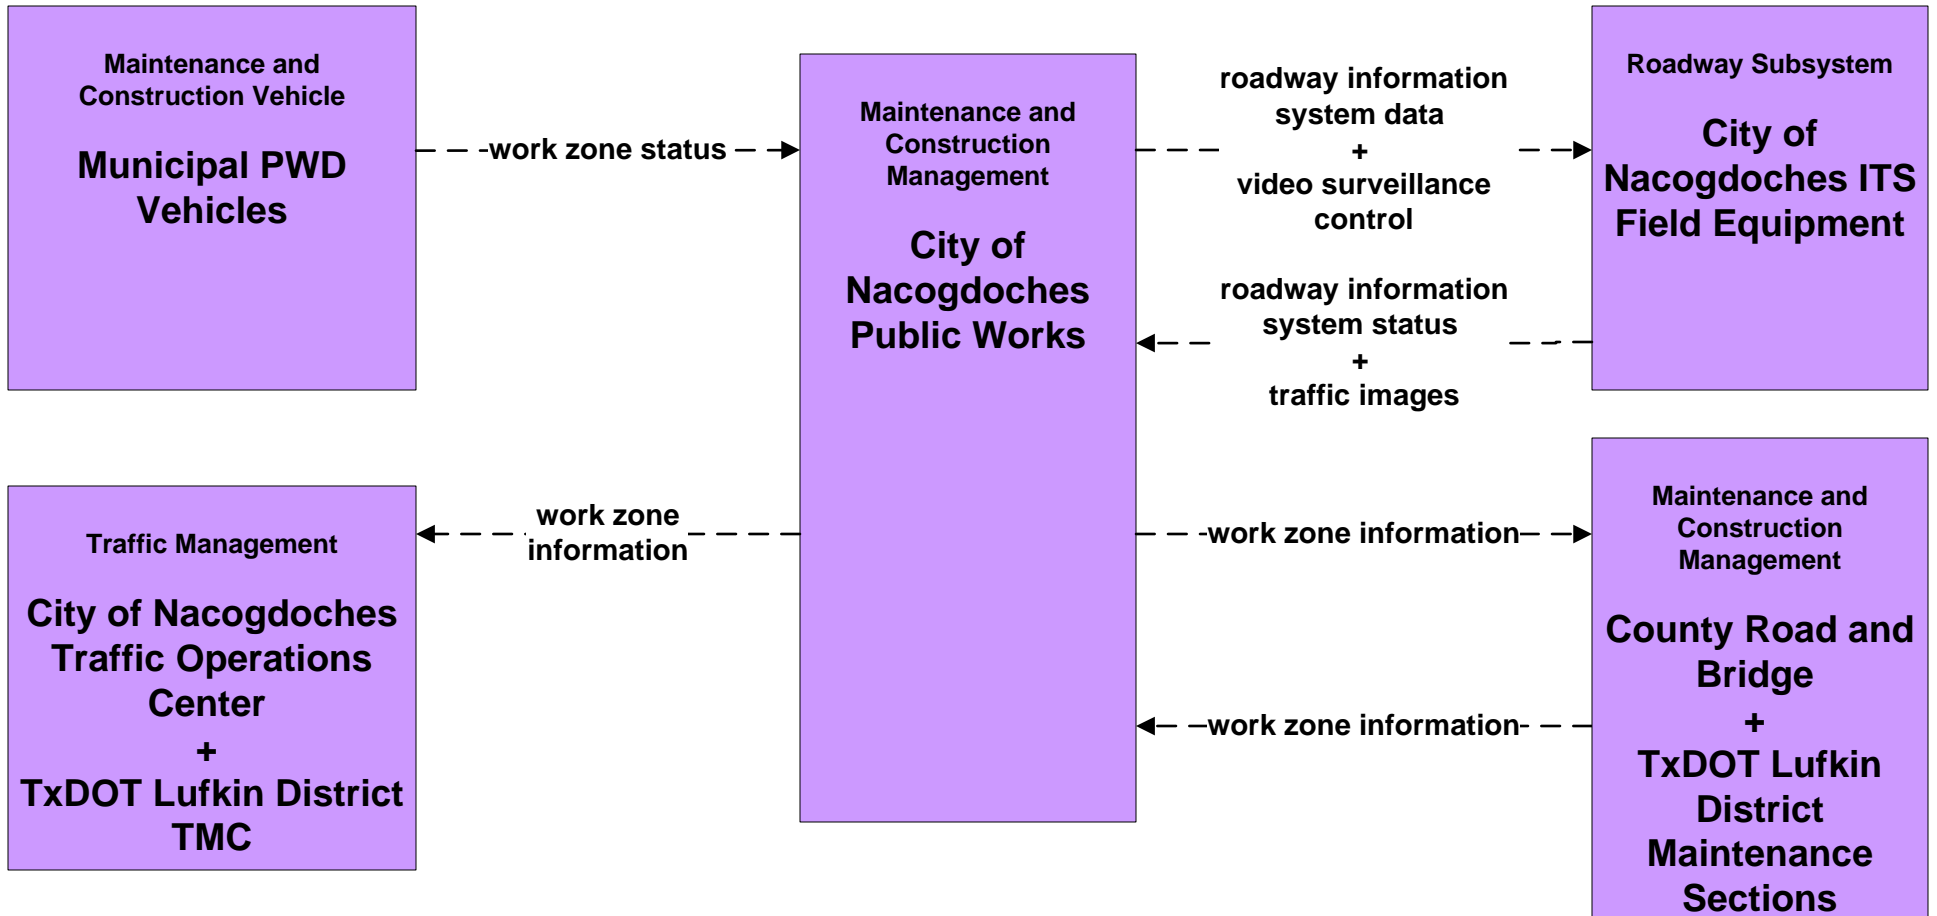 Maintenance and
Construction Vehicle
Municipal PWD
Vehicles
work zone status
Maintenance and
Construction
Management
City of
Nacogdoches
Public Works
roadway information
system data
+
video surveillance
control
Roadway Subsystem
City of
Nacogdoches ITS
Field Equipment
roadway information
system status
+
traffic images
Traffic Management
City of Nacogdoches
Traffic Operations
Center
+
TxDOT Lufkin District
TMC
work zone
information
work zone information
work zone information
Maintenance and
Construction
Management
County Road and
Bridge
+
TxDOT Lufkin
District
Maintenance
Sections